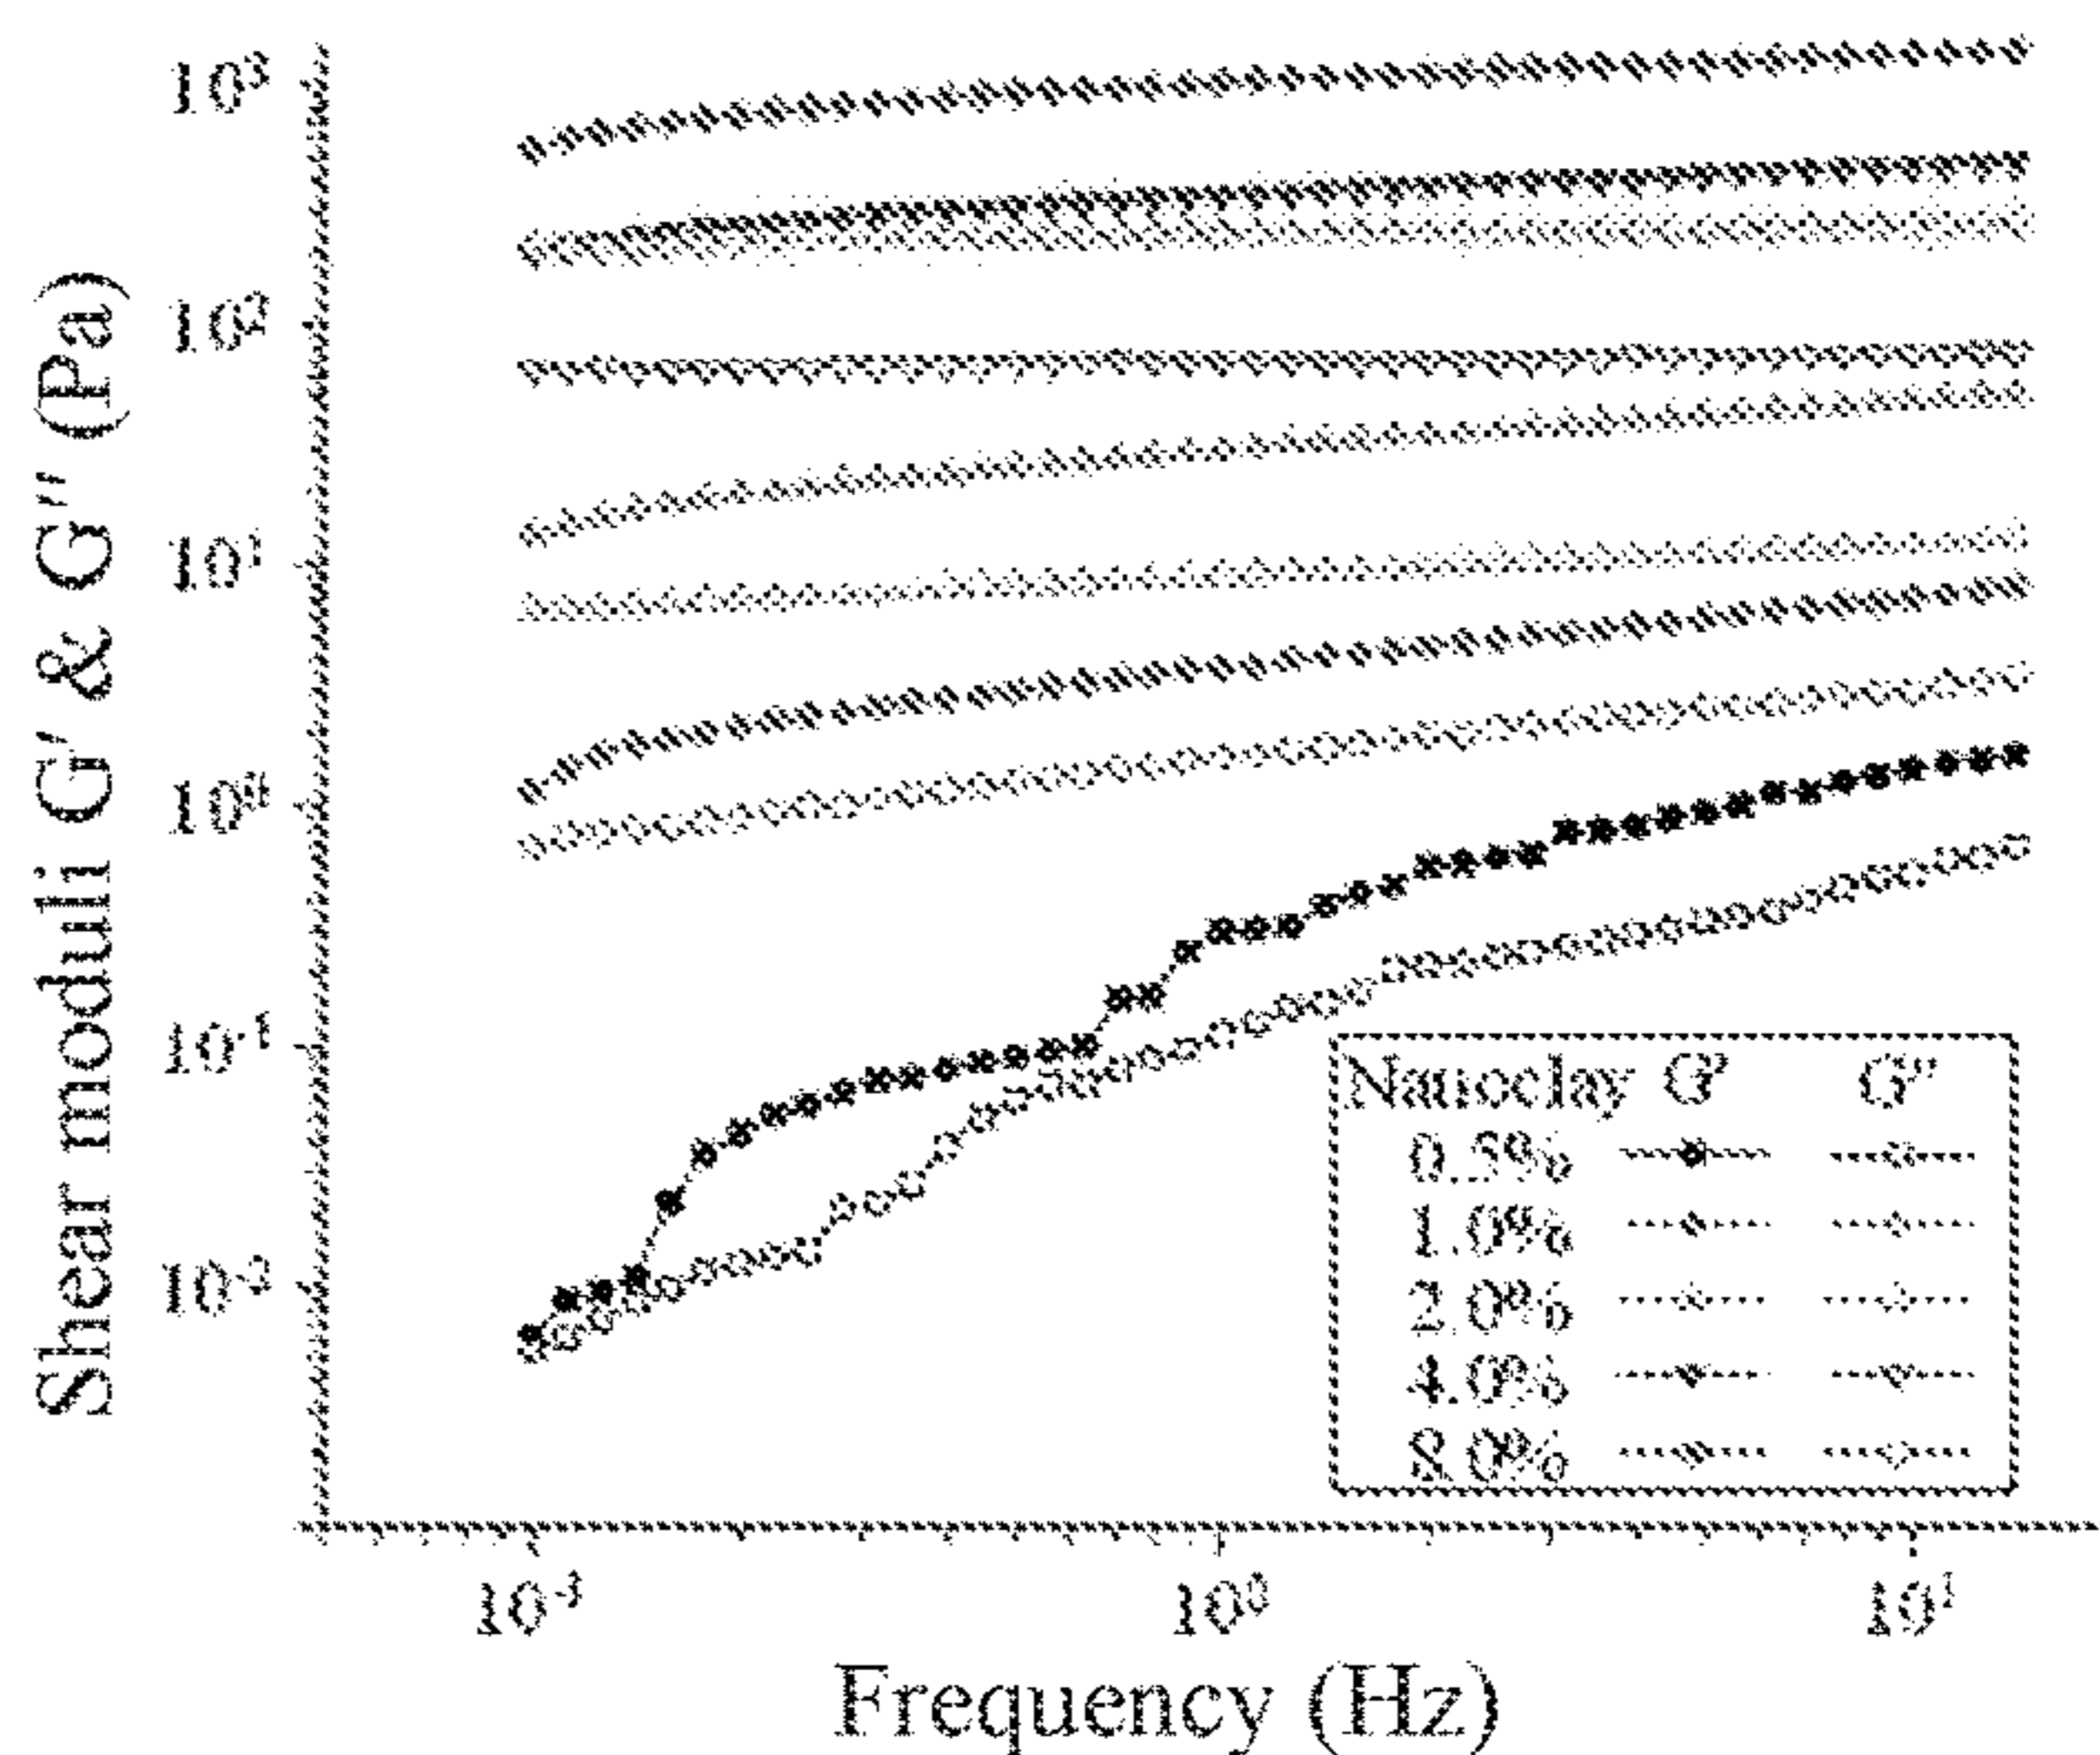 Shear moduli G' & G'' (Pa)
10³
10²
10¹
10⁰
10⁻¹
10⁻²
Nanoclay G' G''
0.5%
1.0%
2.0%
4.0%
8.0%
10⁻¹ 10⁰ 10¹
Frequency (Hz)